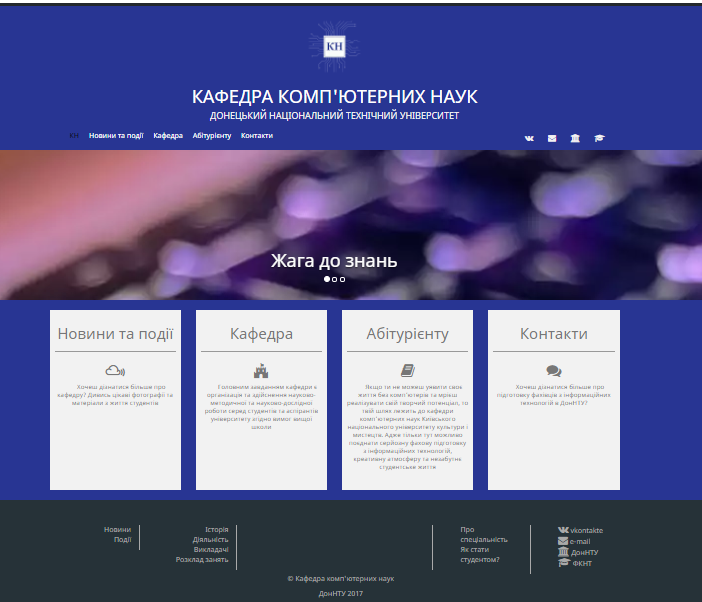 КН
КАФЕДРА КОМП'ЮТЕРНИХ НАУК
ДОНЕЦЬКИЙ НАЦІОНАЛЬНИЙ ТЕХНІЧНИЙ УНІВЕРСИТЕТ
КН Новини та події Кафедра Абітурієнту Контакти
Жага до знань
Новини та події
Хочеш дізнатися більше про
кафедру? Дивись цікаві фотографії та
матеріали з життя студентів
Кафедра
Головним завданням кафедри є
організація та здійснення науково-
методичної та науково-дослідної
роботи серед студентів та аспірантів
університету згідно вимог вищої
школи
Абітурієнту
Якщо ти не можеш уявити своє
життя без комп'ютерів та мрієш
реалізувати свій творчий потенціал, то
твій шлях лежить до кафедри
комп'ютерних наук Київського
національного університету культури і
мистецтв. Адже тільки тут можливо
поєднати серйозну фахову підготовку
з інформаційних технологій,
креативну атмосферу та незабутнє
студентське життя
Контакти
Хочеш дізнатися більше про
підготовку фахівців з інформаційних
технологій в ДонНТУ?
Новини
Події
Історія
Діяльність
Викладачі
Розклад занять
Про
спеціальність
Як стати
студентом?
vkontakte
e-mail
ДонНТУ
ФКНТ
© Кафедра комп'ютерних наук
ДонНТУ 2017